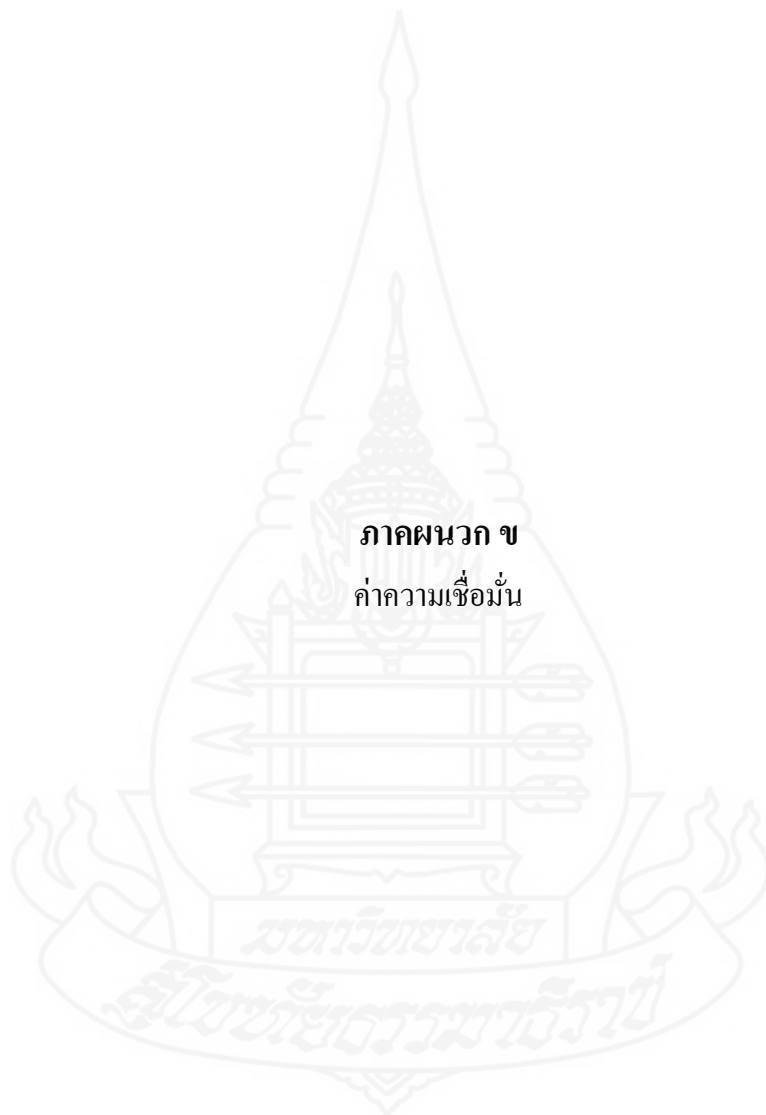 ภาคผนวก ข
ค่าความเชื่อมั่น
มหาวิทยาลัย
สุโขทัยธรรมาธิราช